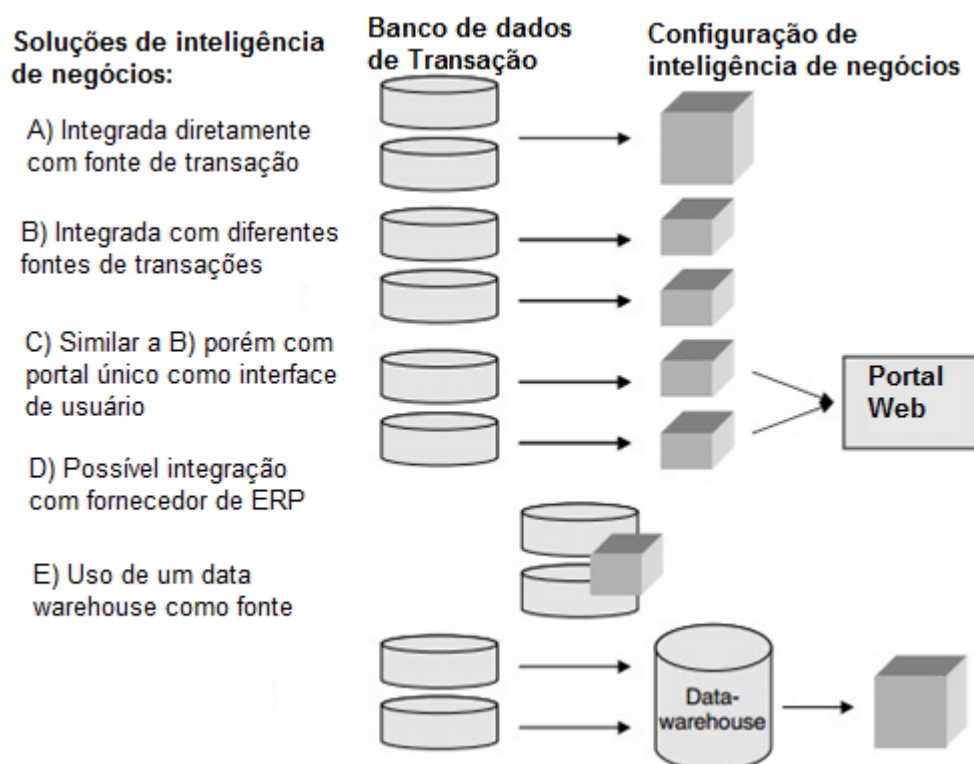 Soluções de inteligência
de negócios:
Banco de dados
de Transação
Configuração de
inteligência de negócios
A) Integrada diretamente
com fonte de transação
B) Integrada com diferentes
fontes de transações
C) Similar a B) porém com
portal único como interface
de usuário
Portal
Web
D) Possível integração
com fornecedor de ERP
E) Uso de um data
warehouse como fonte
Data-
warehouse